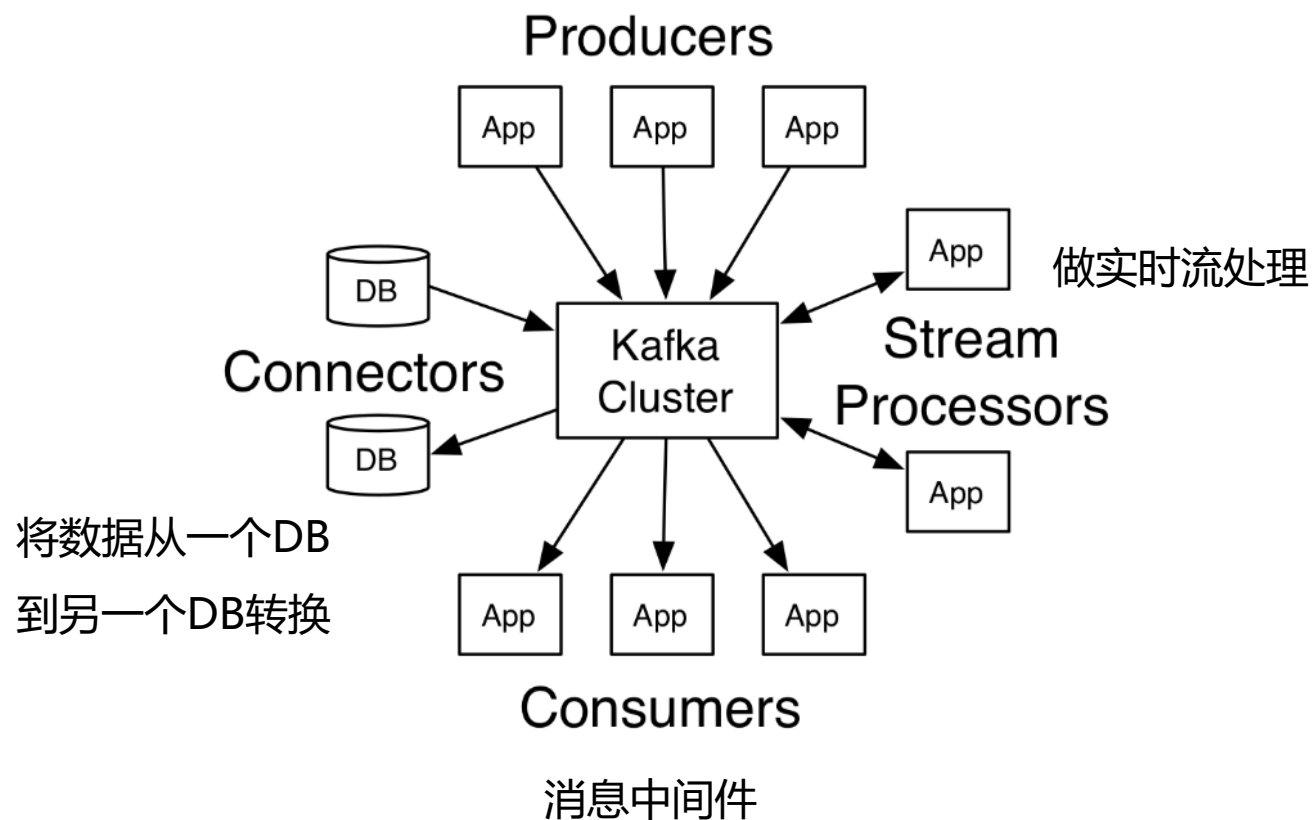 Producers
App
App
App
DB
App
做实时流处理
Kafka
Cluster
Stream
Processors
Connectors
DB
App
将数据从一个DB
到另一个DB转换
App
App
App
Consumers
消息中间件